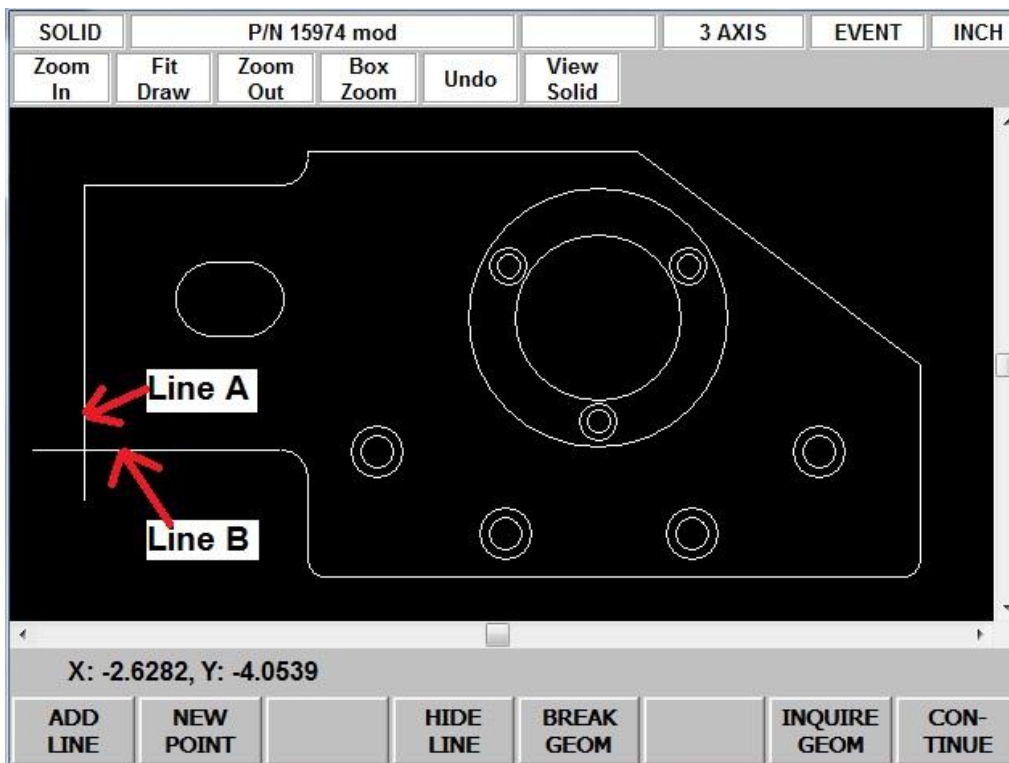 SOLID P/N 15974 mod 3 AXIS EVENT INCH
Zoom In Fit Draw Zoom Out Box Zoom Undo View Solid
Line A
Line B
X: -2.6282, Y: -4.0539
ADD LINE NEW POINT HIDE LINE BREAK GEOM INQUIRE GEOM CON-TINUE